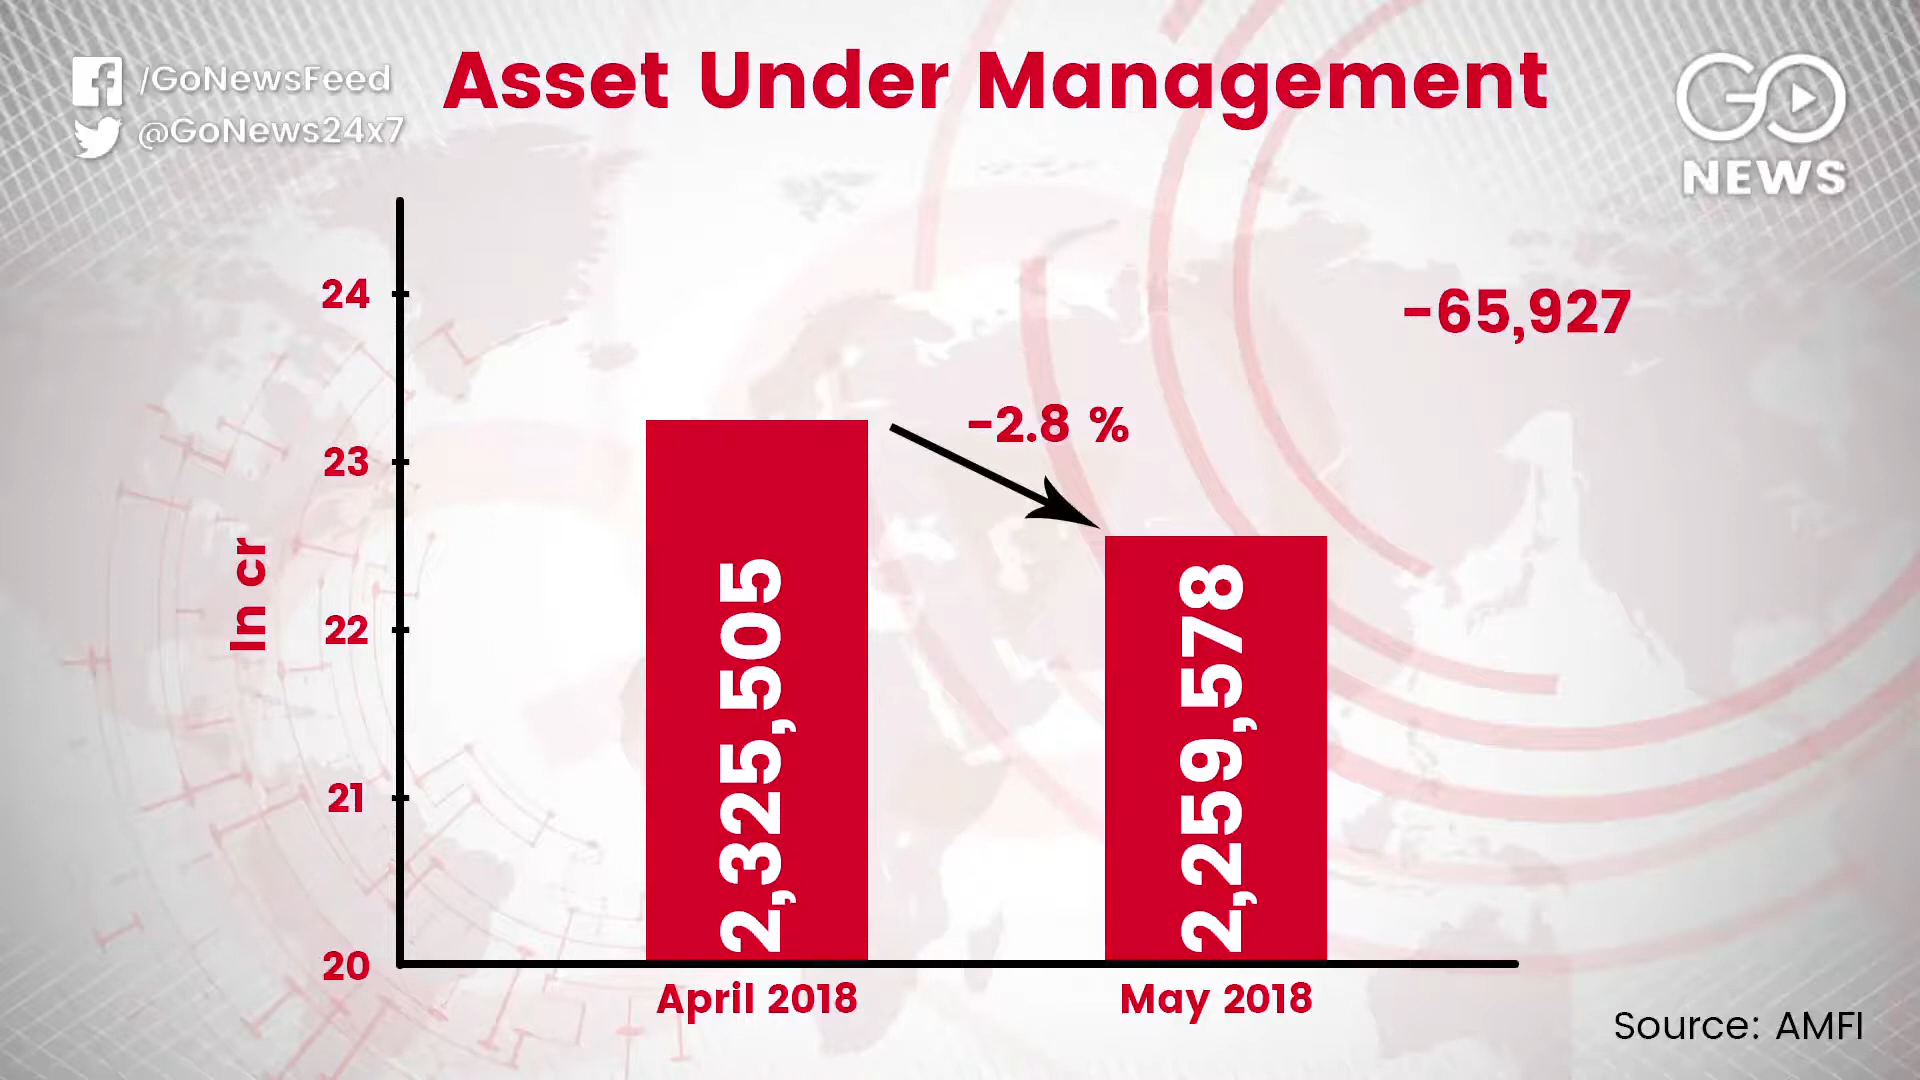 /GoNewsFeed
@GoNews24x7
Asset Under Management
GO
NEWS
24
23
22
21
20
In cr
-65,927
-2.8 %
2,325,505
2,259,578
April 2018
May 2018
Source: AMFI